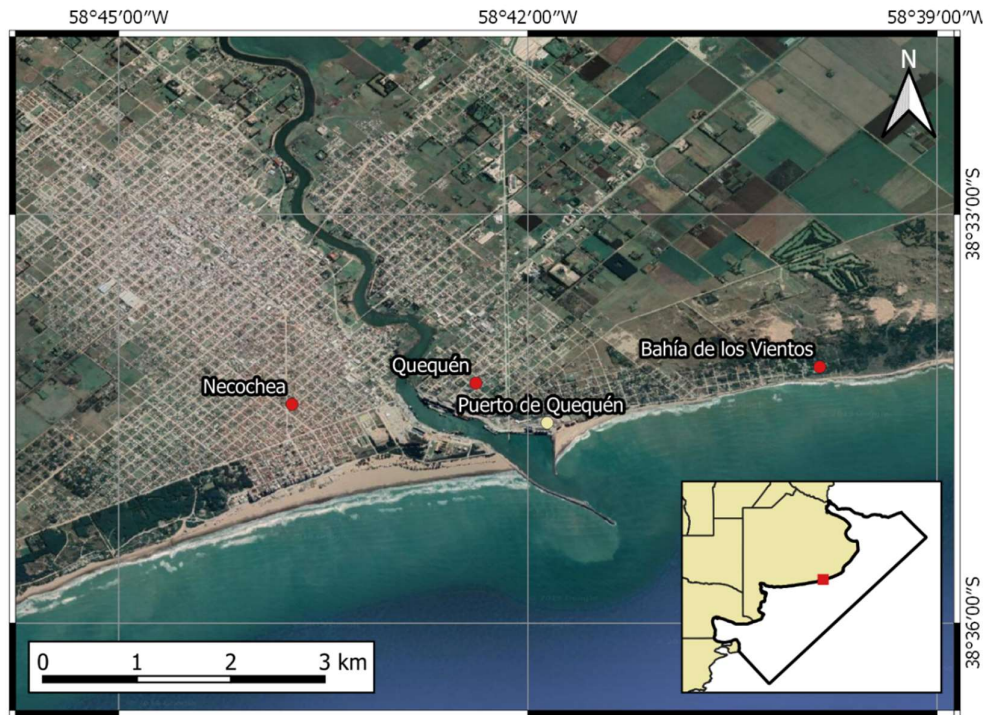 58°45′00″W
58°42′00″W
58°39′00″W
N
38°33′00″S
Bahía de los Vientos
Quequén
Necochea
Puerto de Quequén
38°36′00″S
0 1 2 3 km